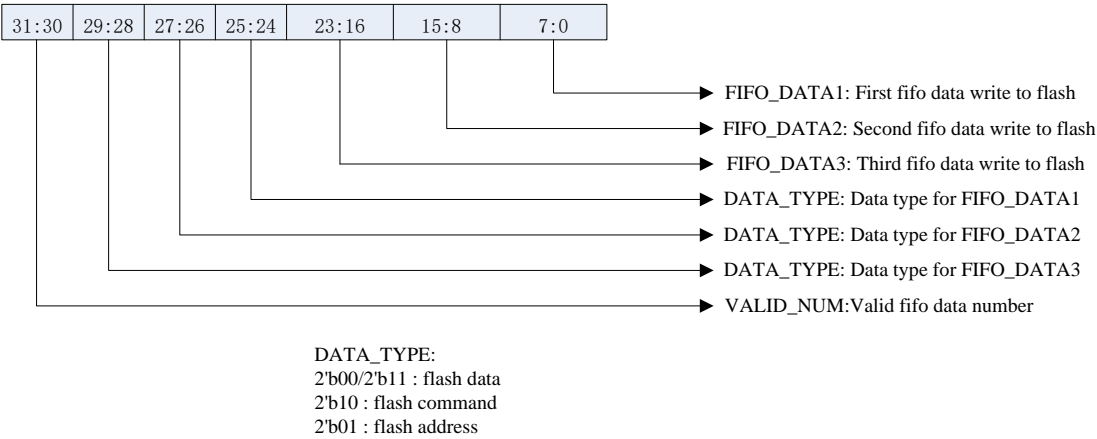 31:30 29:28 27:26 25:24 23:16 15:8 7:0
FIFO_DATA1: First fifo data write to flash
FIFO_DATA2: Second fifo data write to flash
FIFO_DATA3: Third fifo data write to flash
DATA_TYPE: Data type for FIFO_DATA1
DATA_TYPE: Data type for FIFO_DATA2
DATA_TYPE: Data type for FIFO_DATA3
VALID_NUM:Valid fifo data number
DATA_TYPE:
2'b00/2'b11 : flash data
2'b10 : flash command
2'b01 : flash address